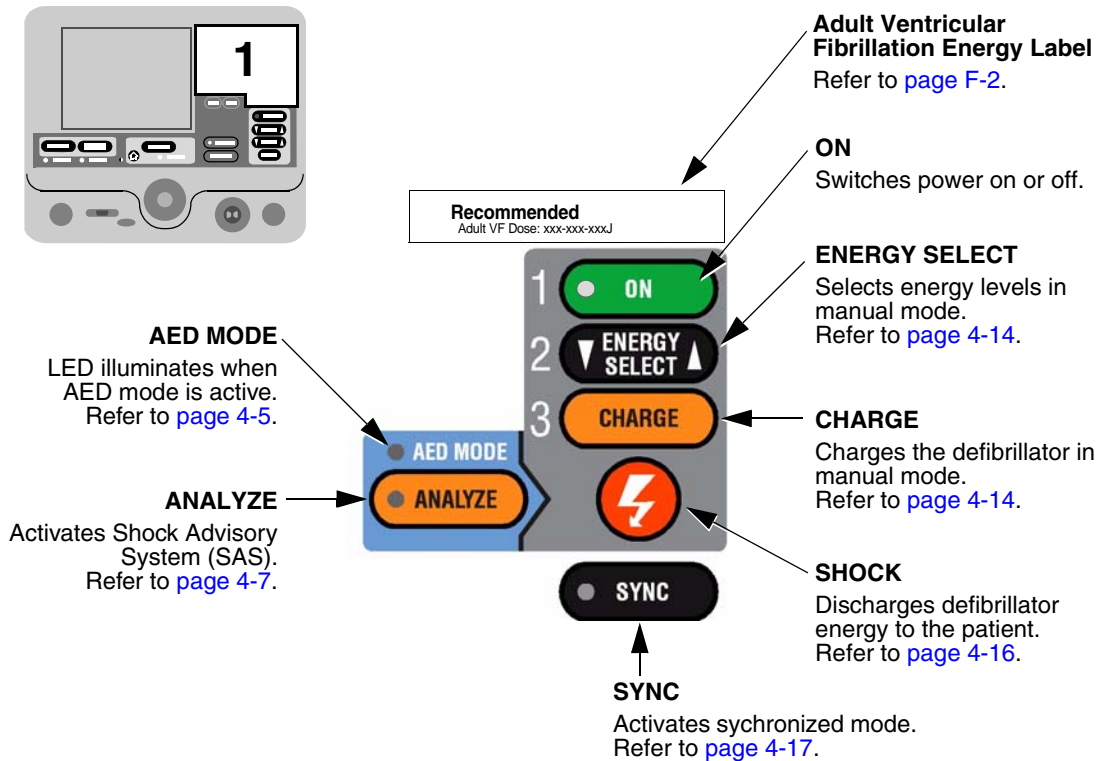 1
Adult Ventricular
Fibrillation Energy Label
Refer to page F-2.
ON
Switches power on or off.
ENERGY SELECT
Selects energy levels in
manual mode.
Refer to page 4-14.
CHARGE
Charges the defibrillator in
manual mode.
Refer to page 4-14.
SHOCK
Discharges defibrillator
energy to the patient.
Refer to page 4-16.
SYNC
Activates sychronized mode.
Refer to page 4-17.
AED MODE
LED illuminates when
AED mode is active.
Refer to page 4-5.
ANALYZE
Activates Shock Advisory
System (SAS).
Refer to page 4-7.
Recommended
Adult VF Dose: xxx-xxx-xxxJ
1 ON
2 ENERGY
SELECT
3 CHARGE
AED MODE
ANALYZE
SYNC